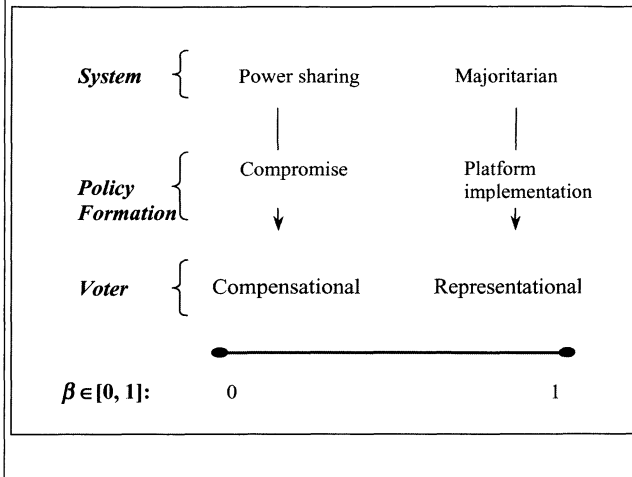 System Power sharing Majoritarian
Compromise Platform
Policy implementation
Formation
Voter Compensational Representational
β∈[0, 1]: 0 1